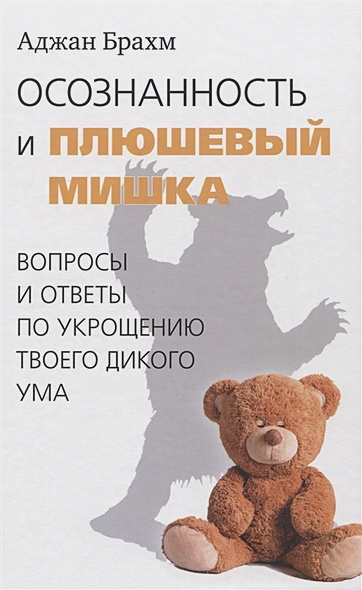 Аджан Брахм
ОСОЗНАННОСТЬ
и ПЛЮШЕВЫЙ
МИШКА
ВОПРОСЫ
И ОТВЕТЫ
ПО УКРОЩЕНИЮ
ТВОЕГО ДИКОГО
УМА